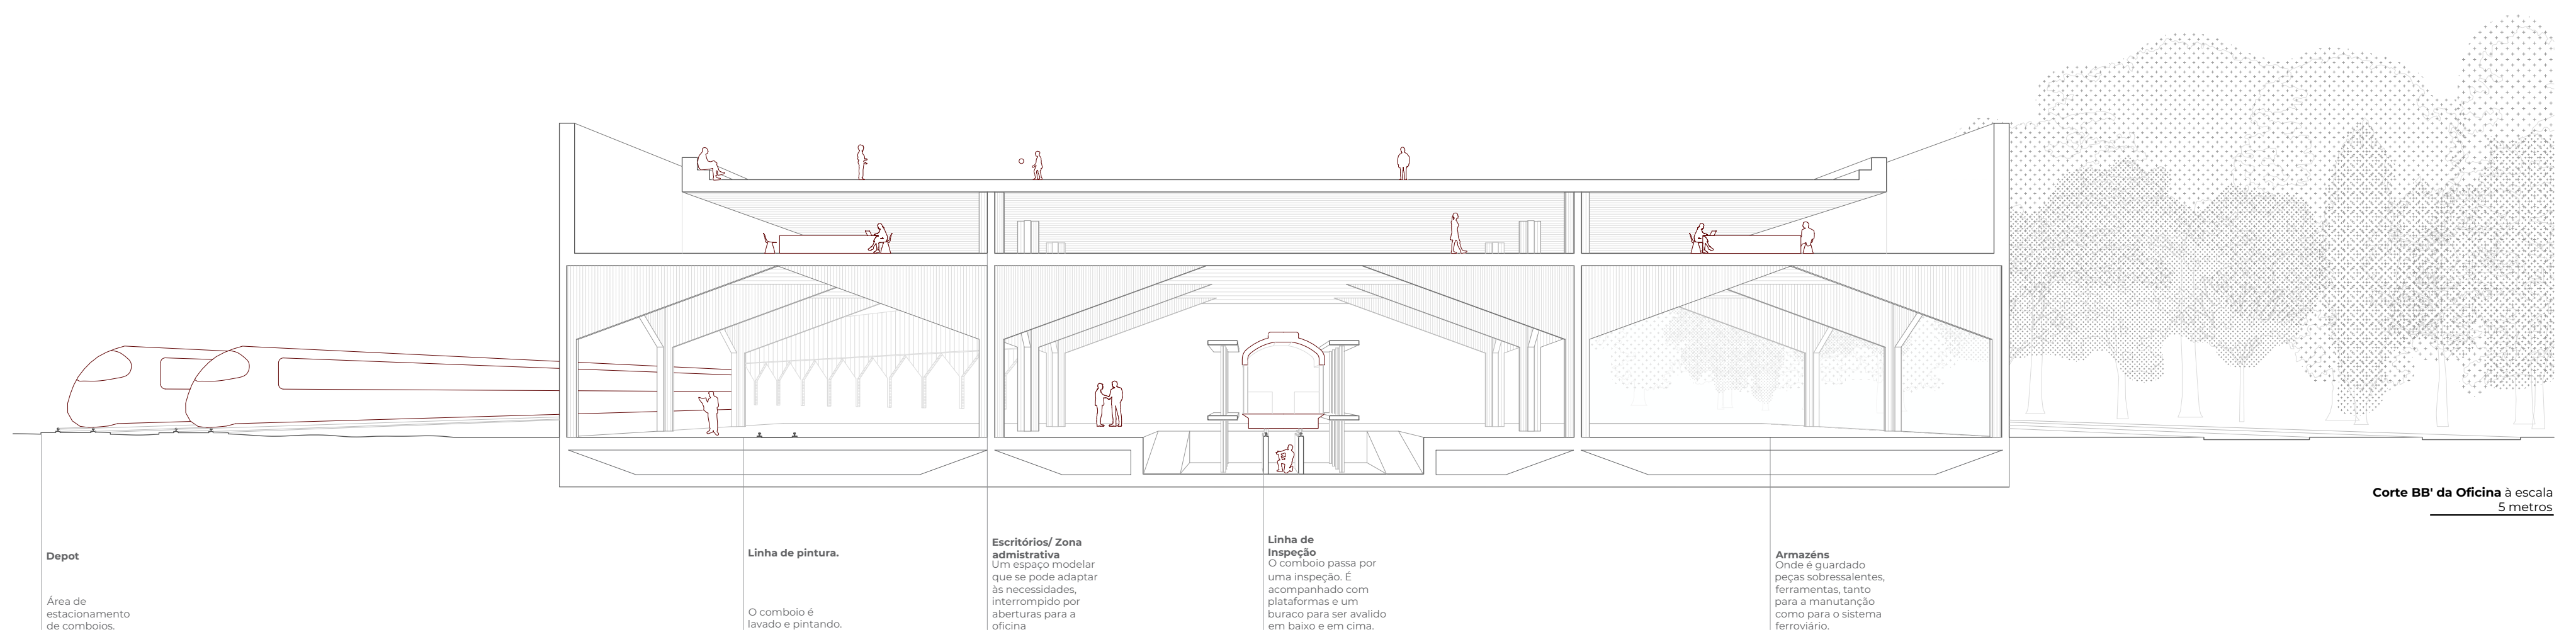 Corte BB' da Oficina à escala
5 metros
Depot
Área de
estacionamento
de comboios.
Linha de pintura.
O comboio é
lavado e pintando.
Escritórios/ Zona
admistrativa
Um espaço modelar
que se pode adaptar
às necessidades,
interrompido por
aberturas para a
oficina
Linha de
Inspeção
O comboio passa por
uma inspeção. É
acompanhado com
plataformas e um
buraco para ser avalido
em baixo e em cima.
Armazéns
Onde é guardado
peças sobressalentes,
ferramentas, tanto
para a manutanção
como para o sistema
ferroviário.